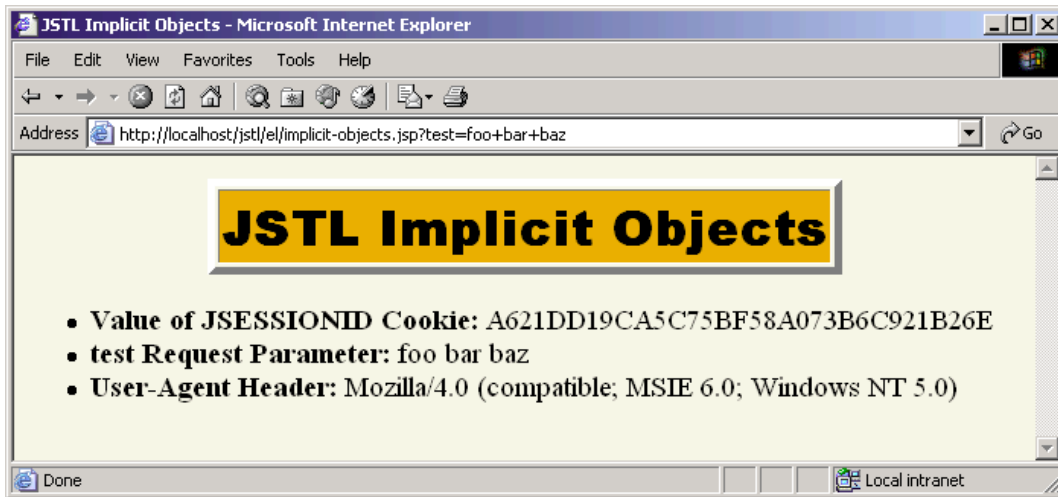 JSTL Implicit Objects - Microsoft Internet Explorer
File Edit View Favorites Tools Help
Address http://localhost/jstl/el/implicit-objects.jsp?test=foo+bar+baz Go
JSTL Implicit Objects
Value of JSESSIONID Cookie: A621DD19CA5C75BF58A073B6C921B26E
test Request Parameter: foo bar baz
User-Agent Header: Mozilla/4.0 (compatible; MSIE 6.0; Windows NT 5.0)
Done Local intranet